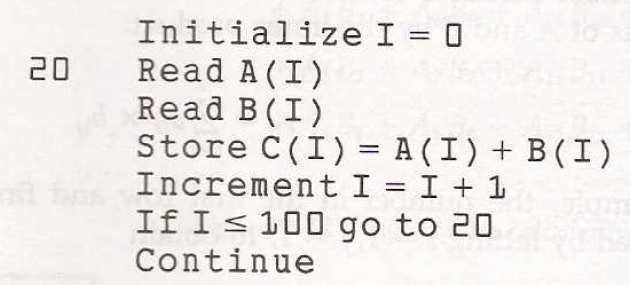 Initialize I = 0
20 Read A(I)
Read B(I)
Store C(I) = A(I) + B(I)
Increment I = I + 1
If I ≤ 100 go to 20
Continue